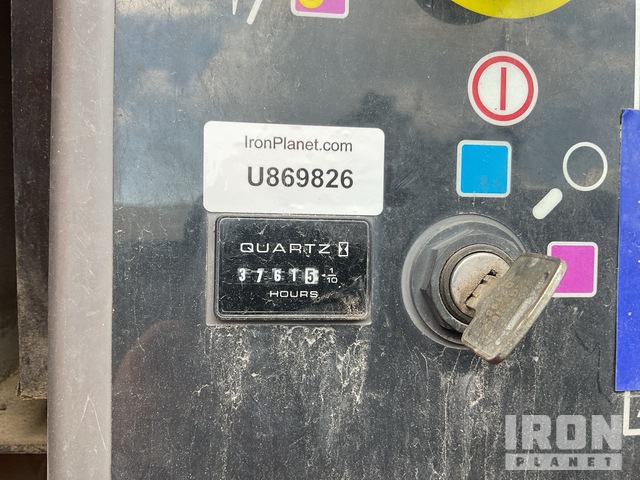 IronPlanet.com
U869826
QUARTZ
37615 1/10
HOURS
IRON
PLANET